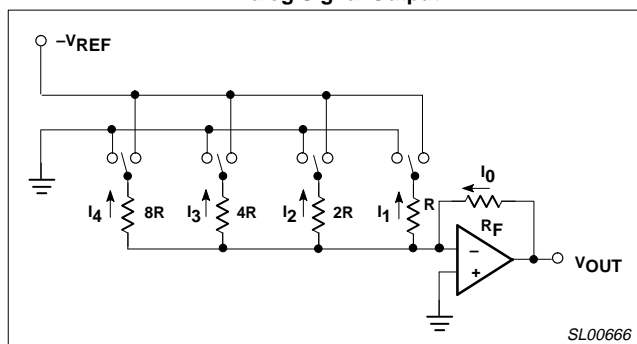 Analog Signal Output
–VREF
I4
8R
I3
4R
I2
2R
I1
R
I0
RF
–
+
VOUT
SL00666